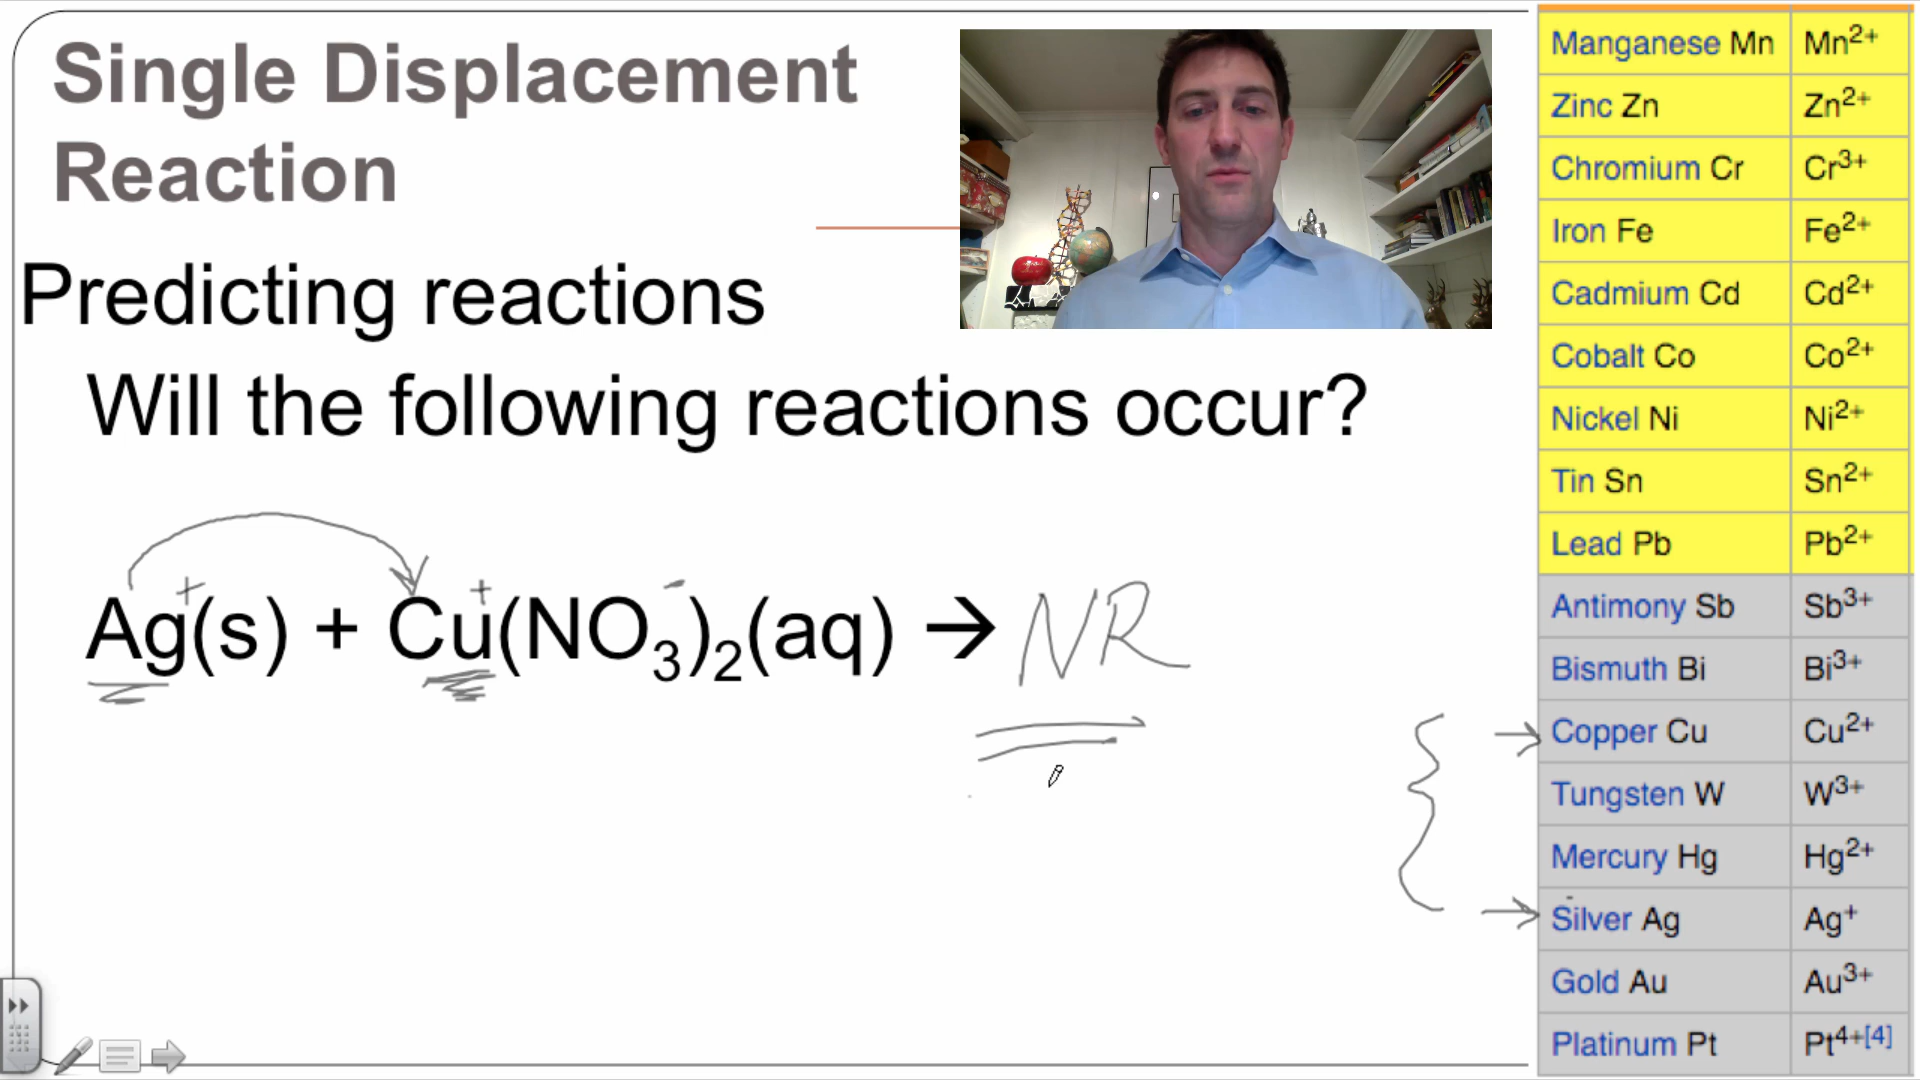 Single Displacement
Reaction
Predicting reactions
Will the following reactions occur?
+ + -
Ag(s) + Cu(NO₃)₂(aq) → NR
Manganese Mn Mn²⁺
Zinc Zn Zn²⁺
Chromium Cr Cr³⁺
Iron Fe Fe²⁺
Cadmium Cd Cd²⁺
Cobalt Co Co²⁺
Nickel Ni Ni²⁺
Tin Sn Sn²⁺
Lead Pb Pb²⁺
Antimony Sb Sb³⁺
Bismuth Bi Bi³⁺
Copper Cu Cu²⁺
Tungsten W W³⁺
Mercury Hg Hg²⁺
Silver Ag Ag⁺
Gold Au Au³⁺
Platinum Pt Pt⁴⁺[4]